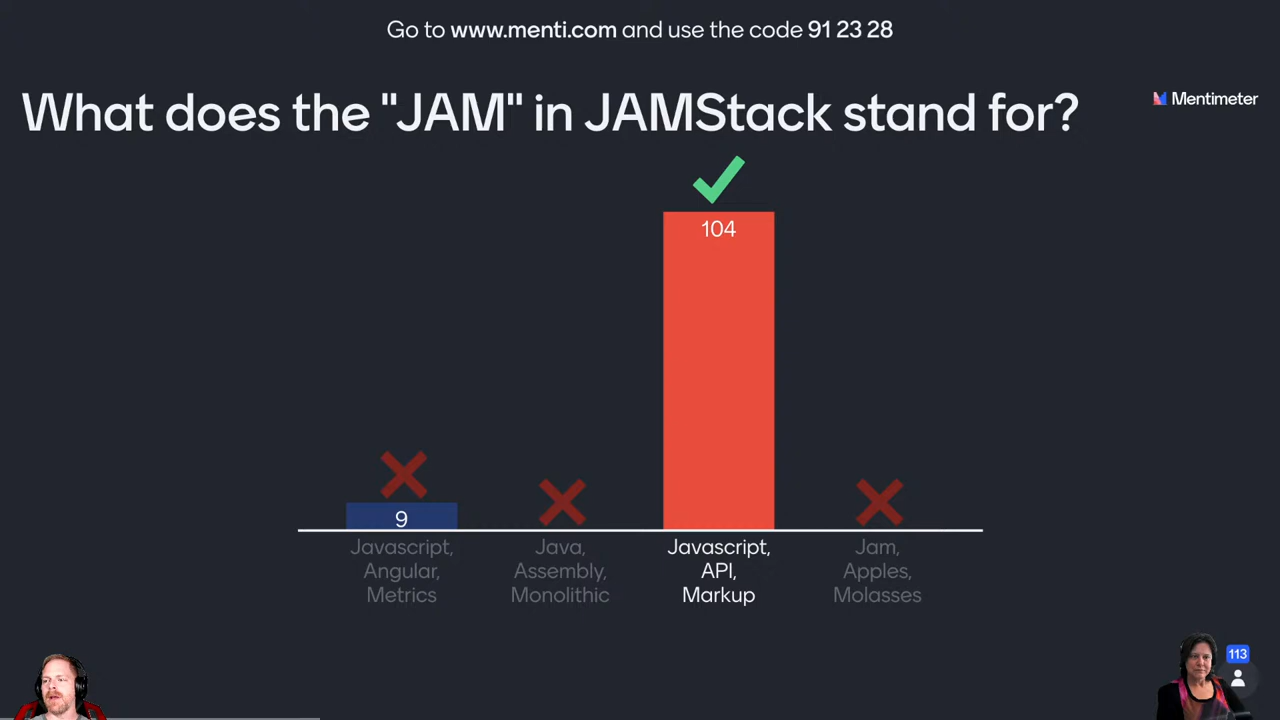 Go to www.menti.com and use the code 91 23 28
What does the "JAM" in JAMStack stand for?
Mentimeter
104
9
Javascript,
Angular,
Metrics
Java,
Assembly,
Monolithic
Javascript,
API,
Markup
Jam,
Apples,
Molasses
113